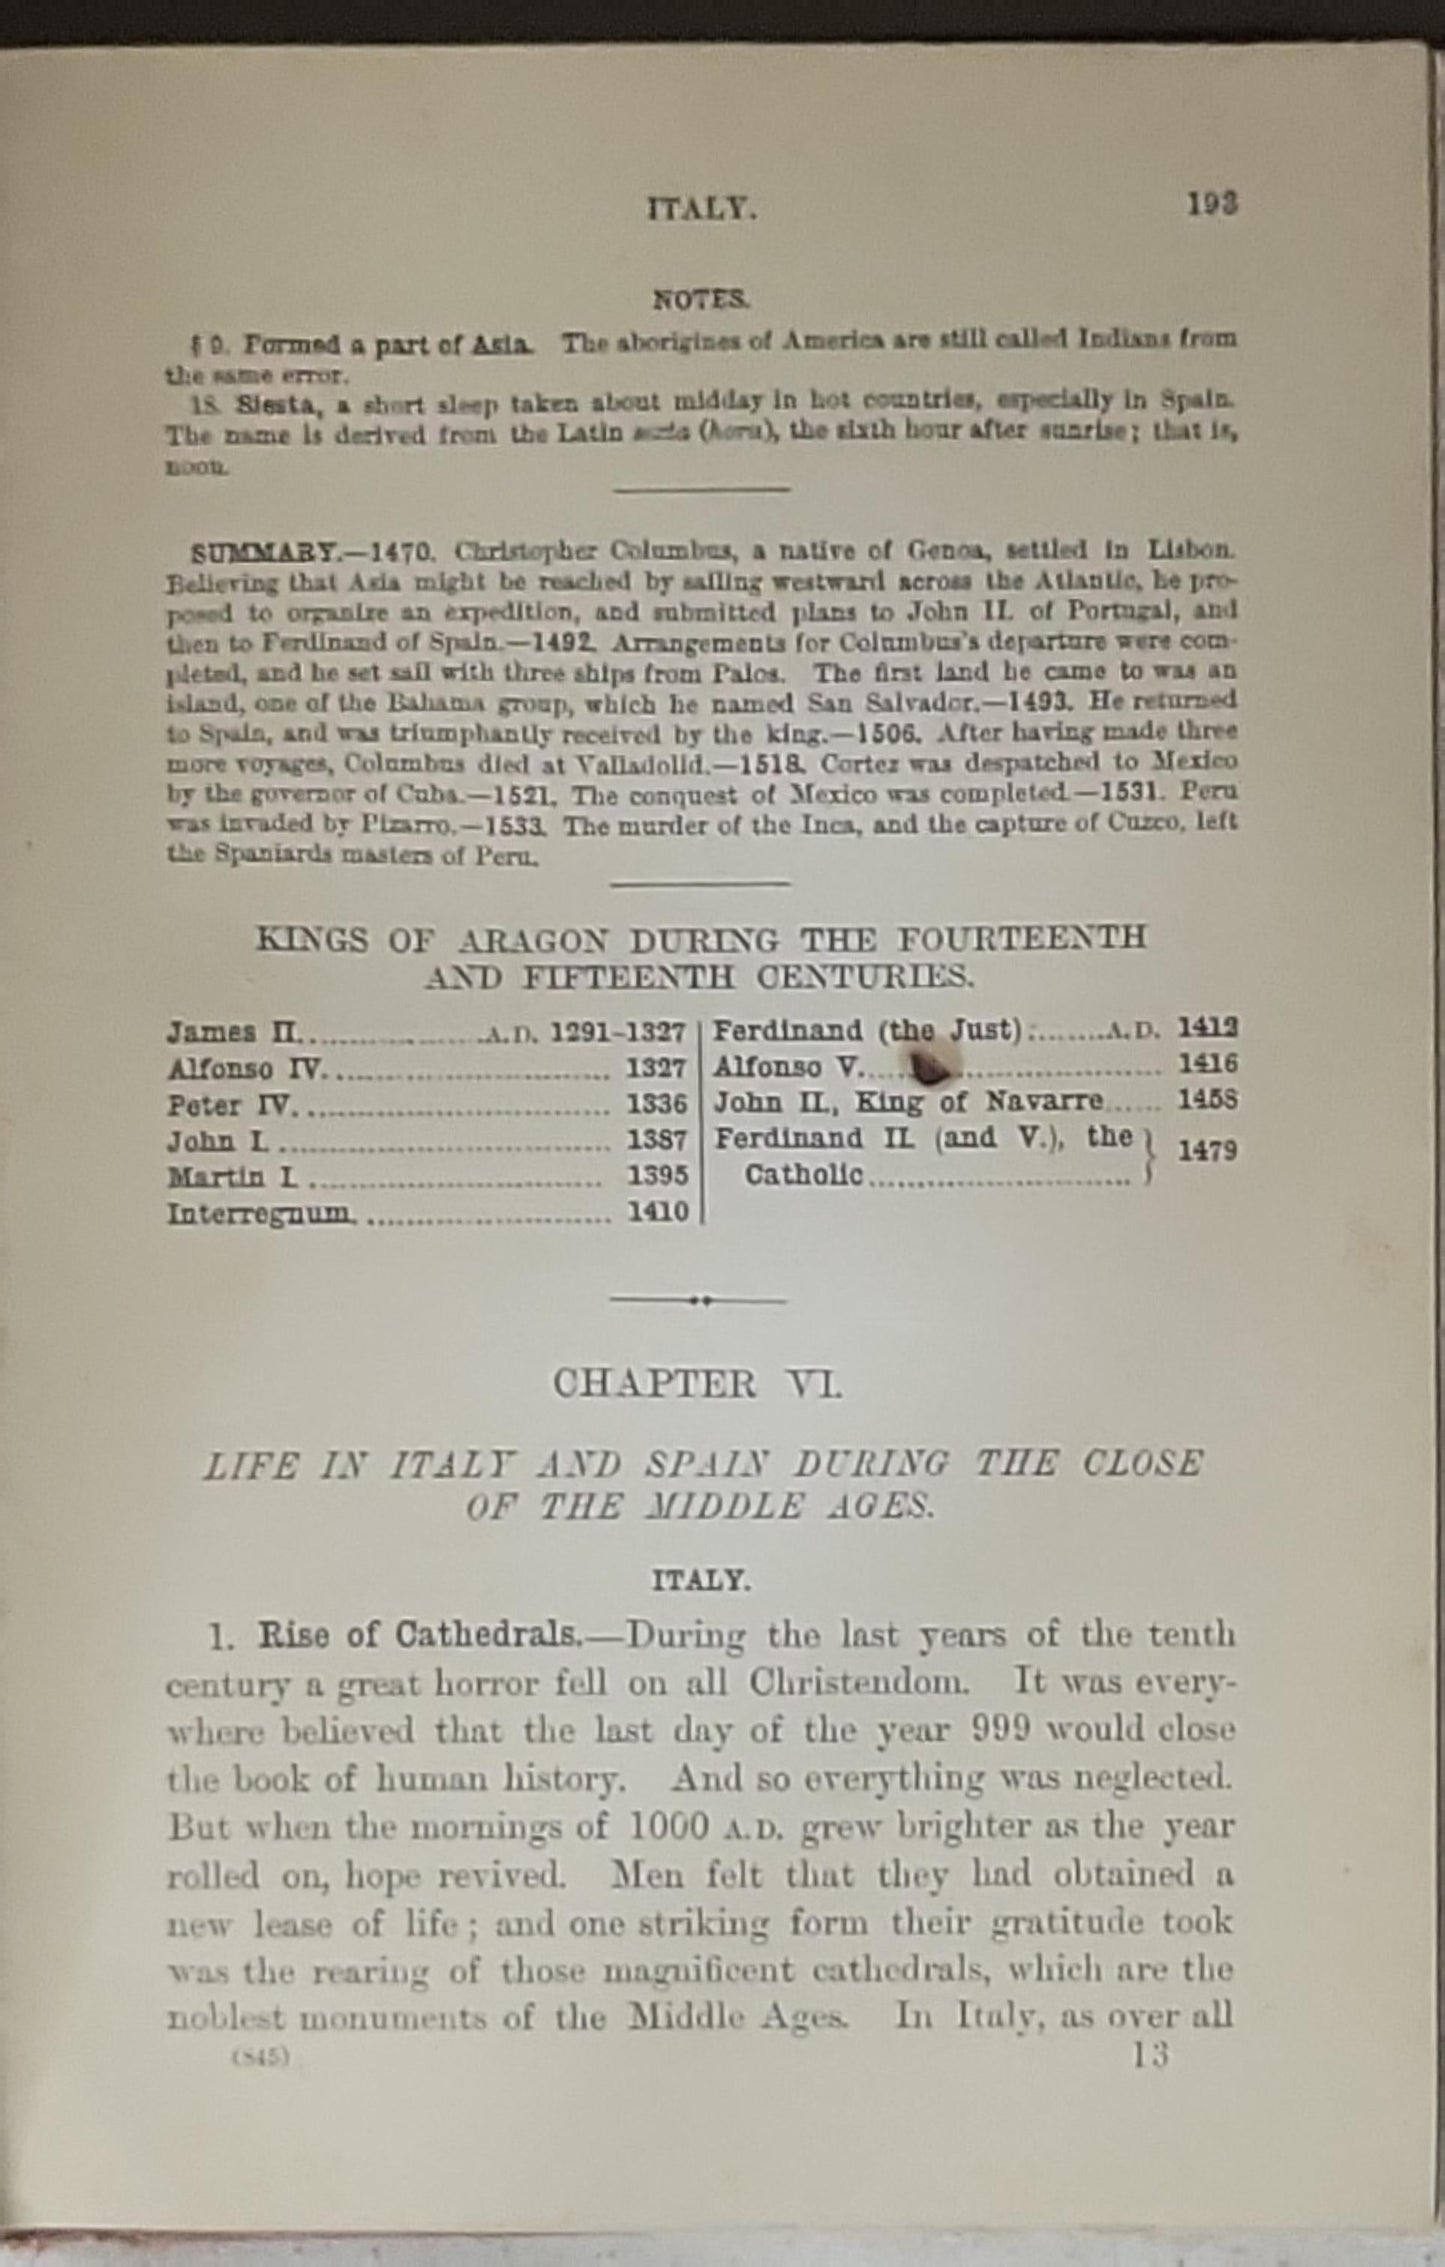 ITALY. 193
NOTES.
§ 9. Formed a part of Asia. The aborigines of America are still called Indians from
the same error.
18. Siesta, a short sleep taken about midday in hot countries, especially in Spain.
The name is derived from the Latin sexta (hora), the sixth hour after sunrise; that is,
noon.
SUMMARY.—1470. Christopher Columbus, a native of Genoa, settled in Lisbon.
Believing that Asia might be reached by sailing westward across the Atlantic, he pro-
posed to organize an expedition, and submitted plans to John II. of Portugal, and
then to Ferdinand of Spain.—1492. Arrangements for Columbus's departure were com-
pleted, and he set sail with three ships from Palos. The first land he came to was an
island, one of the Bahama group, which he named San Salvador.—1493. He returned
to Spain, and was triumphantly received by the king.—1506. After having made three
more voyages, Columbus died at Valladolid.—1518. Cortez was despatched to Mexico
by the governor of Cuba.—1521. The conquest of Mexico was completed.—1531. Peru
was invaded by Pizarro.—1533. The murder of the Inca, and the capture of Cuzco, left
the Spaniards masters of Peru.
KINGS OF ARAGON DURING THE FOURTEENTH
AND FIFTEENTH CENTURIES.
James II. ................... A.D. 1291-1327
Alfonso IV. .............................. 1327
Peter IV. ................................ 1336
John I. .................................. 1387
Martin I. ................................ 1395
Interregnum. ......................... 1410
Ferdinand (the Just) ........ A.D. 1412
Alfonso V. .............................. 1416
John II., King of Navarre ...... 1458
Ferdinand II. (and V.), the } 1479
Catholic ........................... }
CHAPTER VI.
LIFE IN ITALY AND SPAIN DURING THE CLOSE
OF THE MIDDLE AGES.
ITALY.
1. Rise of Cathedrals.—During the last years of the tenth
century a great horror fell on all Christendom. It was every-
where believed that the last day of the year 999 would close
the book of human history. And so everything was neglected.
But when the mornings of 1000 A.D. grew brighter as the year
rolled on, hope revived. Men felt that they had obtained a
new lease of life; and one striking form their gratitude took
was the rearing of those magnificent cathedrals, which are the
noblest monuments of the Middle Ages. In Italy, as over all
(845) 13